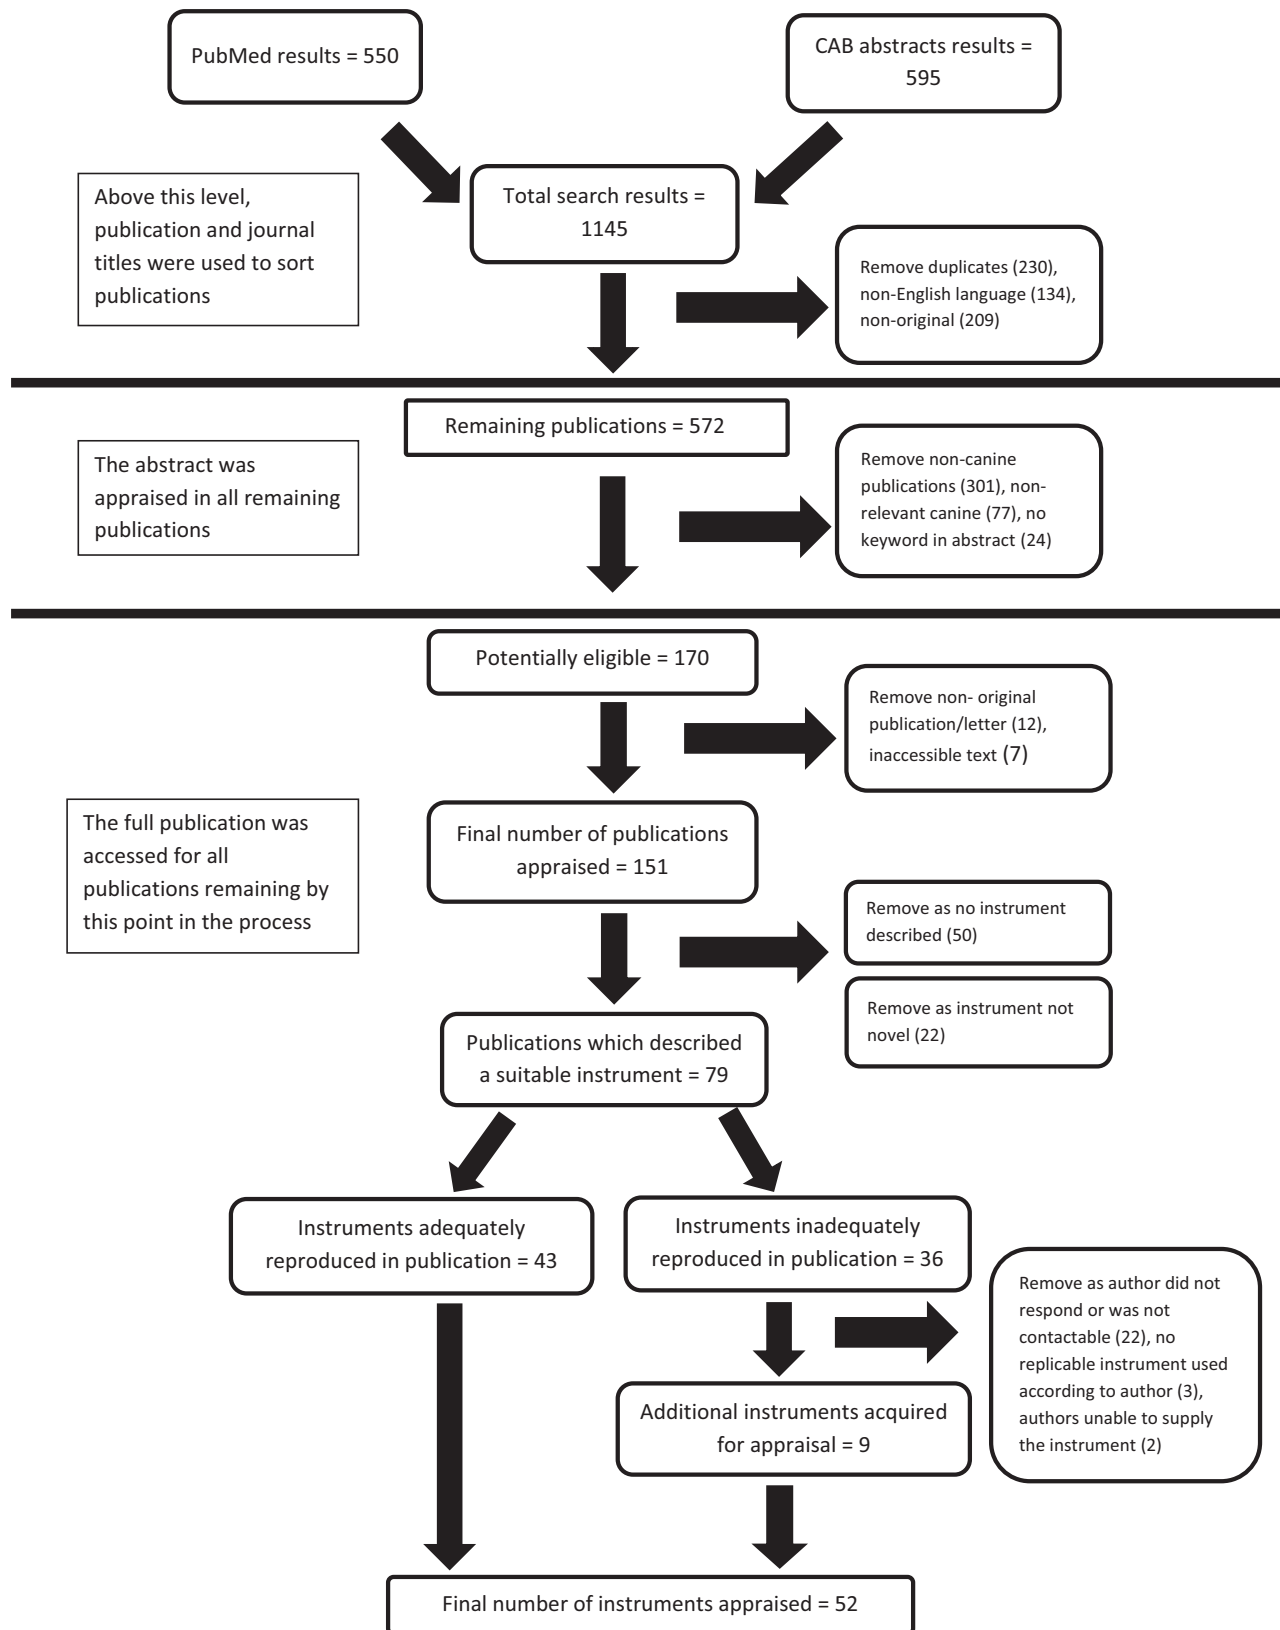 PubMed results = 550
CAB abstracts results =
595
Above this level,
publication and journal
titles were used to sort
publications
Total search results =
1145
Remove duplicates (230),
non-English language (134),
non-original (209)
Remaining publications = 572
The abstract was
appraised in all remaining
publications
Remove non-canine
publications (301), non-
relevant canine (77), no
keyword in abstract (24)
Potentially eligible = 170
Remove non- original
publication/letter (12),
inaccessible text (7)
The full publication was
accessed for all
publications remaining by
this point in the process
Final number of publications
appraised = 151
Remove as no instrument
described (50)
Remove as instrument not
novel (22)
Publications which described
a suitable instrument = 79
Instruments adequately
reproduced in publication = 43
Instruments inadequately
reproduced in publication = 36
Remove as author did not
respond or was not
contactable (22), no
replicable instrument used
according to author (3),
authors unable to supply
the instrument (2)
Additional instruments acquired
for appraisal = 9
Final number of instruments appraised = 52